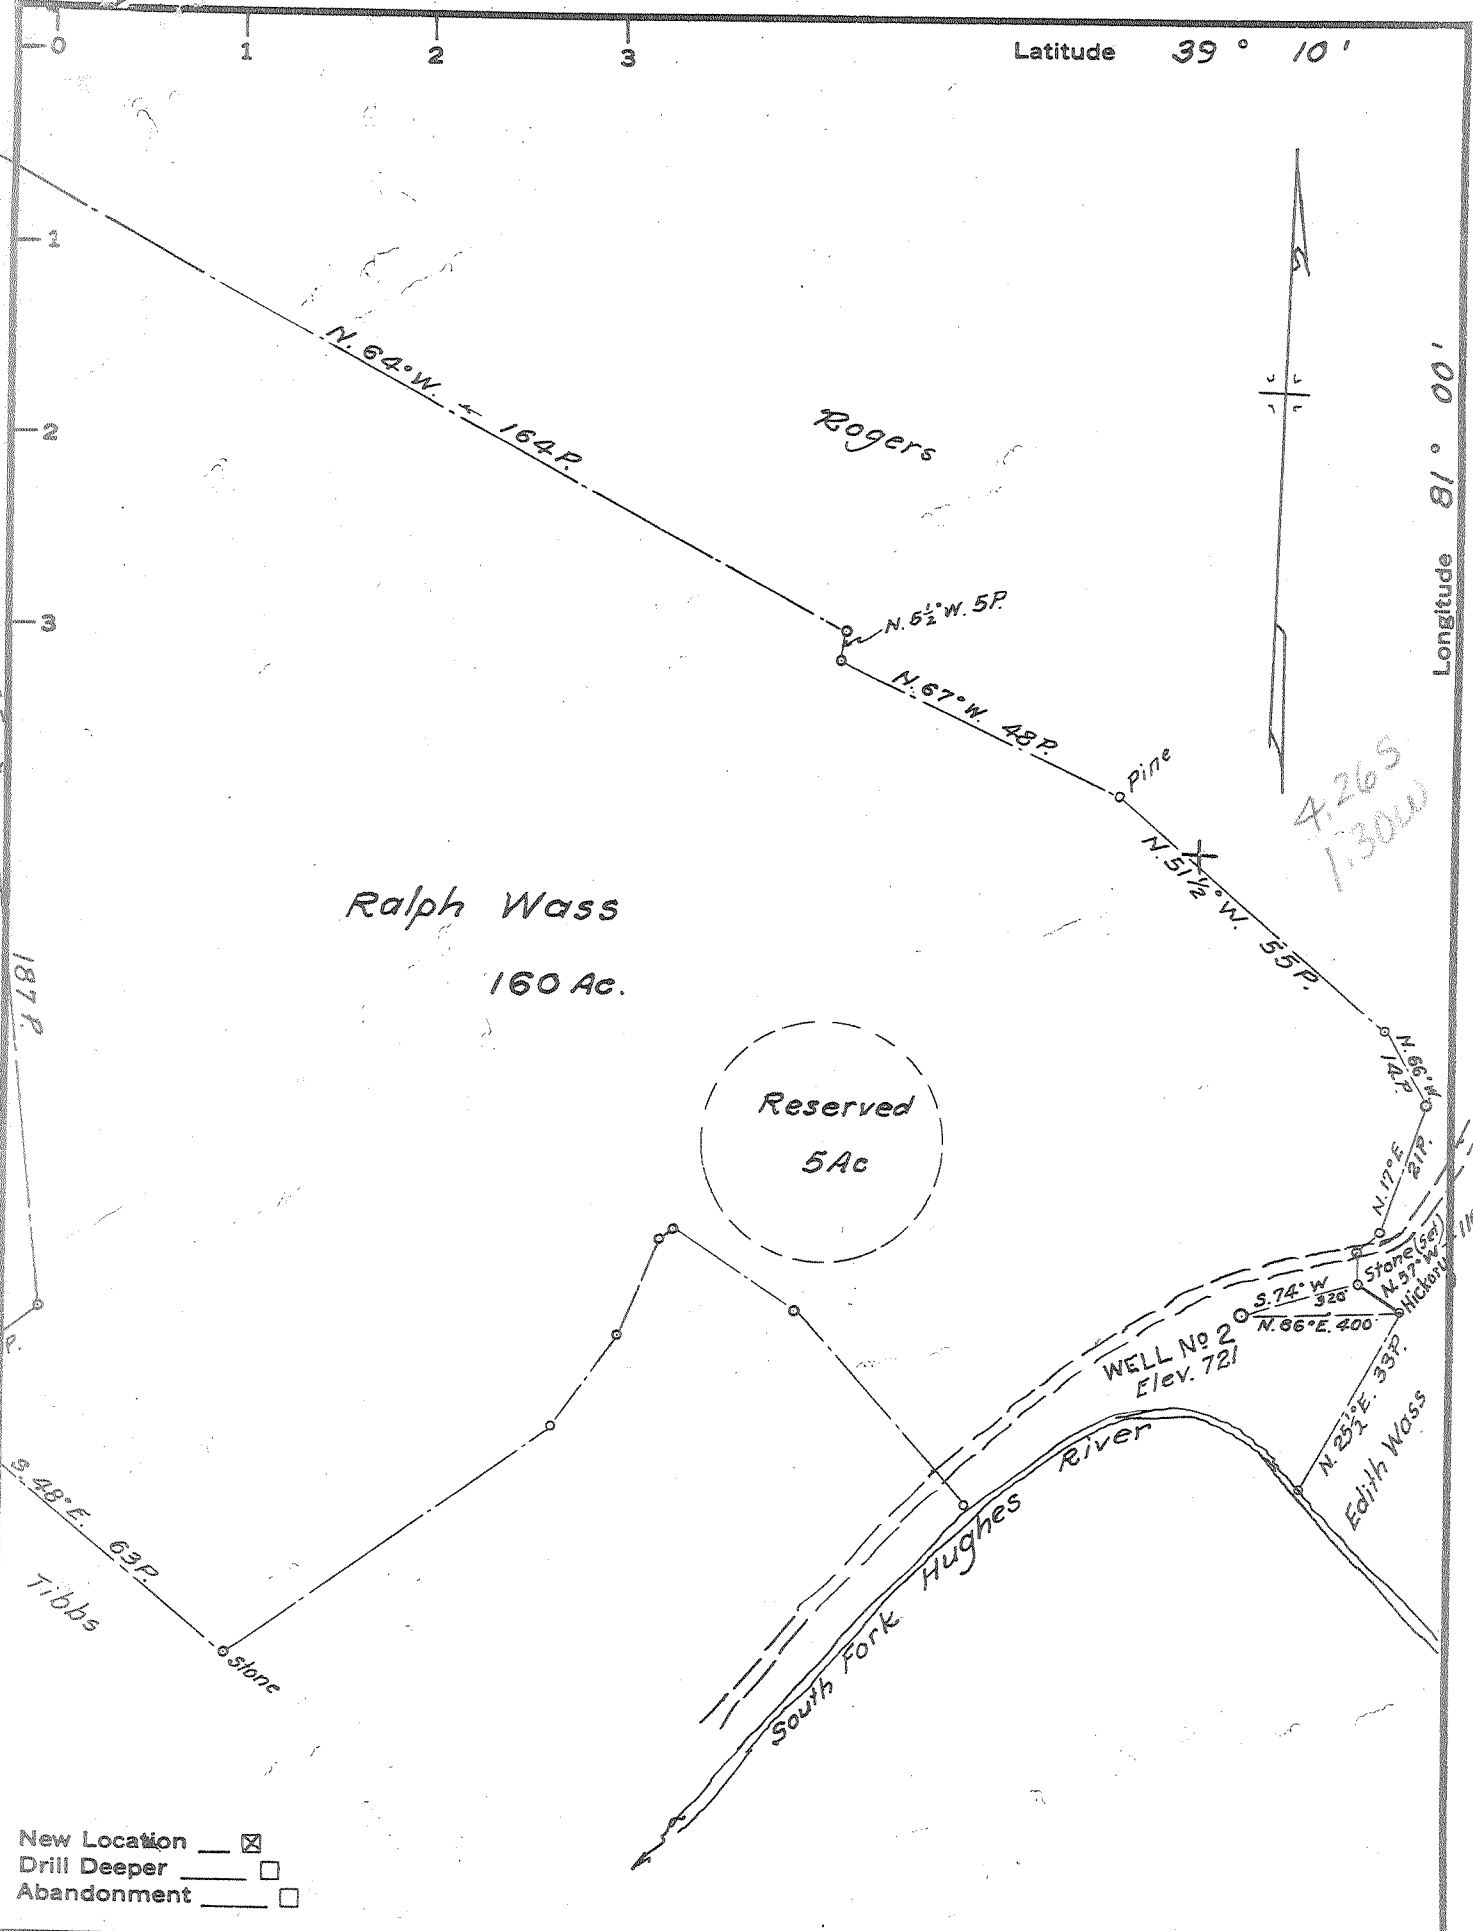 0 1 2 3 Latitude 39° 10'
1
2
3
Longitude 81° 00'
N. 64° W. 164 P.
Rogers
N. 5½° W. 5P.
N. 67° W. 48 P.
Pine
4.26 S
1.30 W
N. 51½° W. 55 P.
Ralph Wass
160 Ac.
187 P.
Reserved
5 Ac
N. 66° W
14 P.
N. 17° E
21 P.
Stone (Set)
N. 57° W
Hickory
S. 74° W
320'
N. 86° E. 400'
WELL Nº 2
Elev. 721
N. 25½° E. 33 P.
Edith Wass
P.
S. 48° E. 63 P.
Tibbs
Stone
South Fork Hughes River
New Location ☒
Drill Deeper ☐
Abandonment ☐